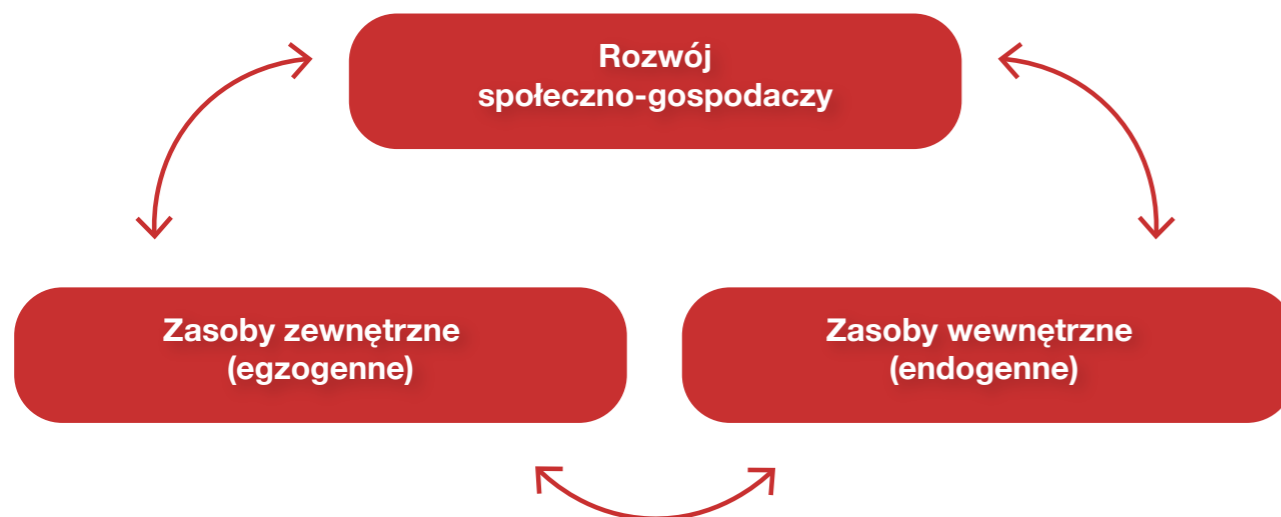 Rozwój
społeczno-gospodaczy
Zasoby zewnętrzne
(egzogenne)
Zasoby wewnętrzne
(endogenne)